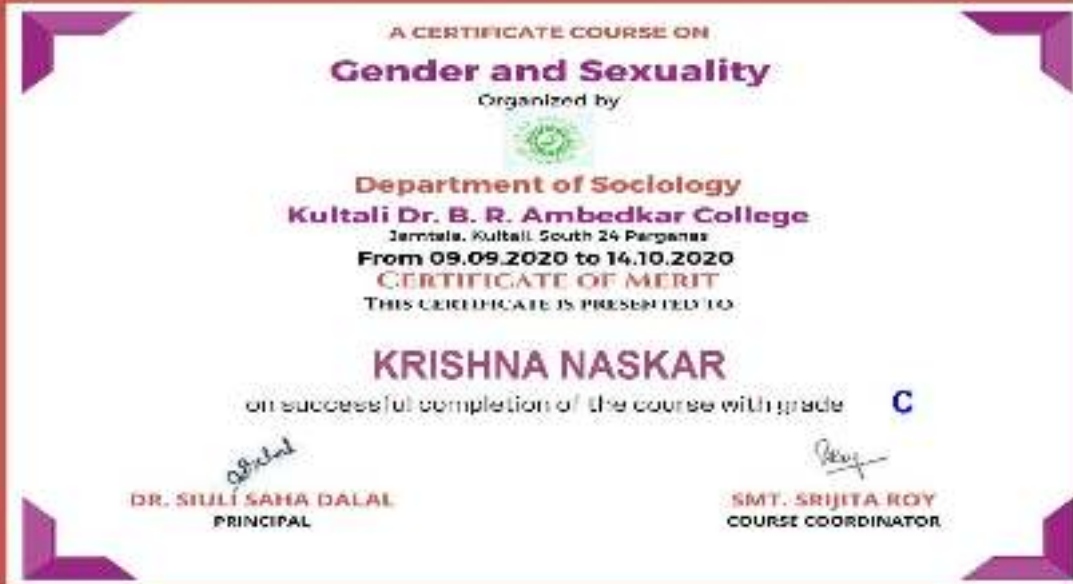 A CERTIFICATE COURSE ON
Gender and Sexuality
Organized by
Department of Sociology
Kultali Dr. B. R. Ambedkar College
Jamtala, Kultali, South 24 Parganas
From 09.09.2020 to 14.10.2020
CERTIFICATE OF MERIT
THIS CERTIFICATE IS PRESENTED TO
KRISHNA NASKAR
on successful completion of the course with grade C
DR. SIULI SAHA DALAL
PRINCIPAL
SMT. SRIJITA ROY
COURSE COORDINATOR